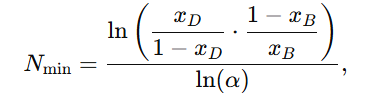 N_min = ln( x_D / (1 − x_D) · (1 − x_B) / x_B ) / ln(α),